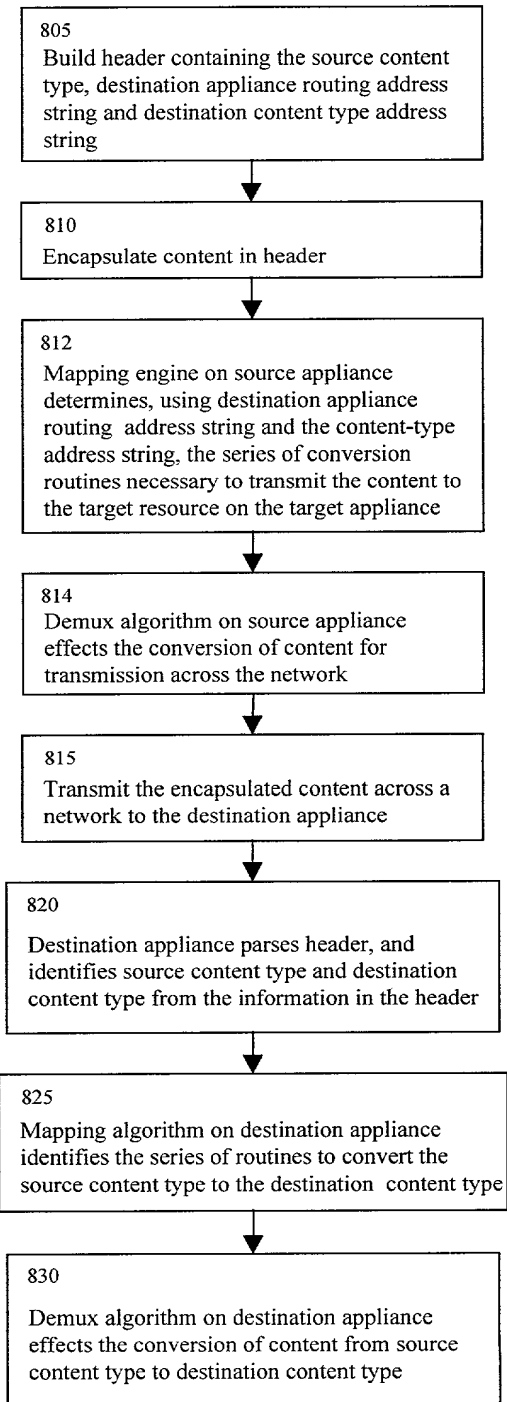 805
Build header containing the source content
type, destination appliance routing address
string and destination content type address
string
810
Encapsulate content in header
812
Mapping engine on source appliance
determines, using destination appliance
routing address string and the content-type
address string, the series of conversion
routines necessary to transmit the content to
the target resource on the target appliance
814
Demux algorithm on source appliance
effects the conversion of content for
transmission across the network
815
Transmit the encapsulated content across a
network to the destination appliance
820
Destination appliance parses header, and
identifies source content type and destination
content type from the information in the header
825
Mapping algorithm on destination appliance
identifies the series of routines to convert the
source content type to the destination content type
830
Demux algorithm on destination appliance
effects the conversion of content from source
content type to destination content type